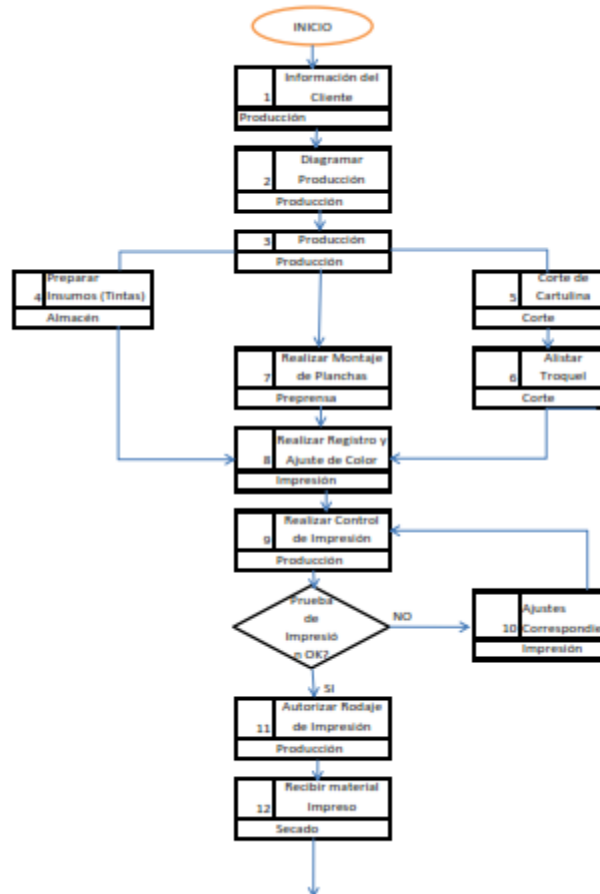 INICIO
1
Información del
Cliente
Producción
2
Diagramar
Producción
Producción
3
Producción
Producción
4
Preparar
Insumos (Tintas)
Almacén
5
Corte de
Cartulina
Corte
7
Realizar Montaje
de Planchas
Preprensa
6
Alistar
Troquel
Corte
8
Realizar Registro y
Ajuste de Color
Impresión
9
Realizar Control
de Impresión
Producción
Prueba
de
Impresió
n OK?
NO
10
Ajustes
Correspondie
Impresión
SI
11
Autorizar Rodaje
de Impresión
Producción
12
Recibir material
Impreso
Secado